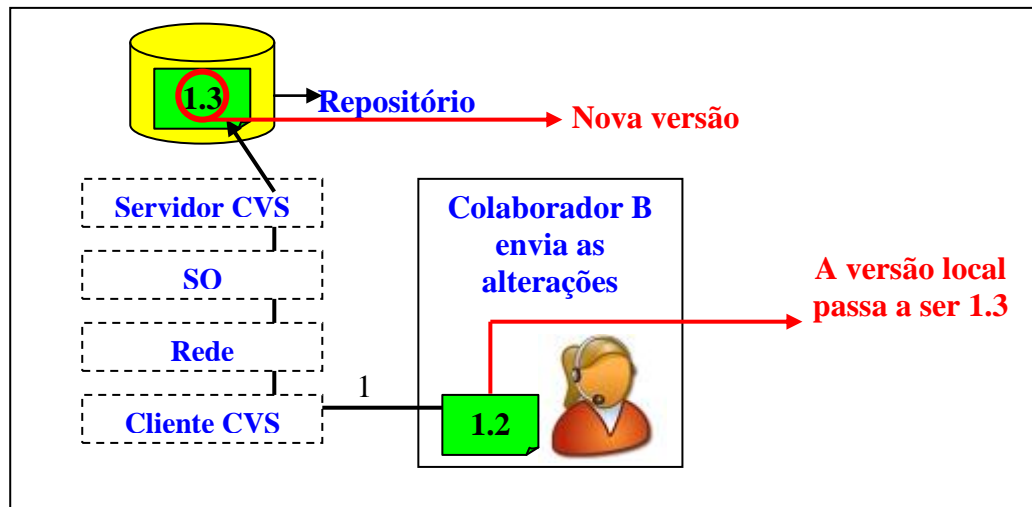 1.3
Repositório
Nova versão
Servidor CVS
SO
Rede
Cliente CVS
1
Colaborador B
envia as
alterações
1.2
A versão local
passa a ser 1.3